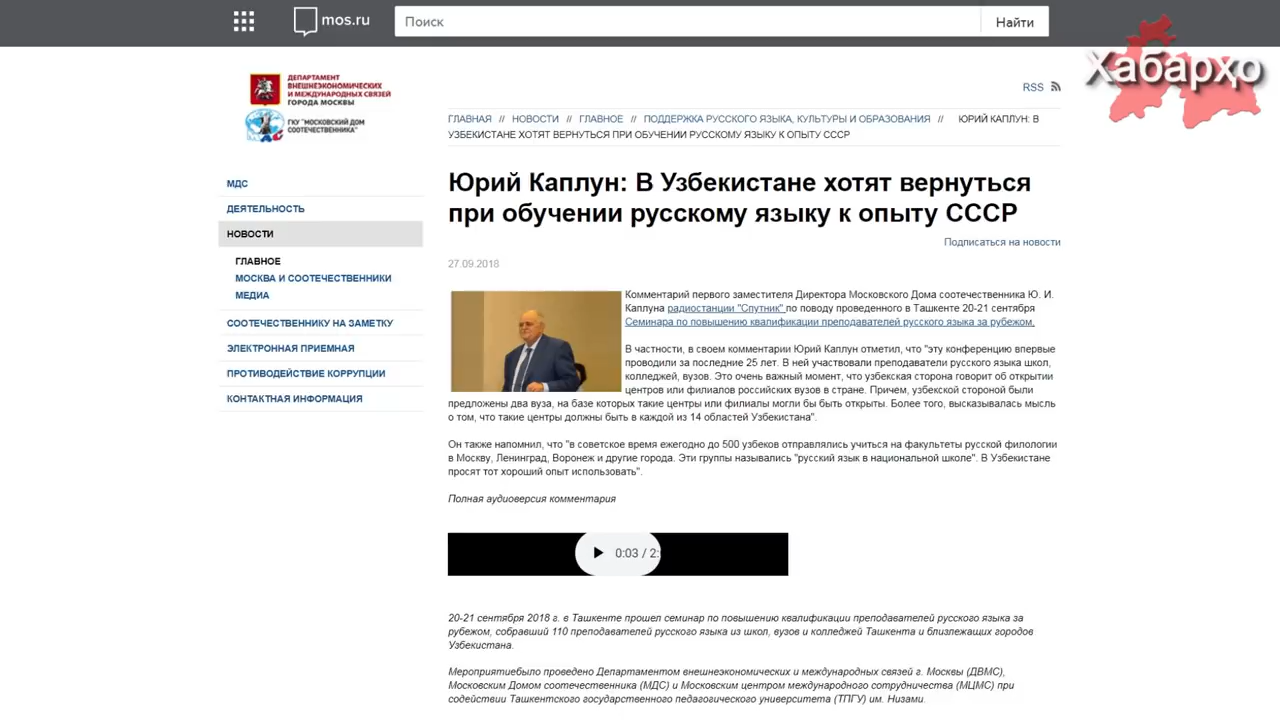 mos.ru
Поиск
Найти
Хабарҳо
ДЕПАРТАМЕНТ
ВНЕШНЕЭКОНОМИЧЕСКИХ
И МЕЖДУНАРОДНЫХ СВЯЗЕЙ
ГОРОДА МОСКВЫ
ГКУ "МОСКОВСКИЙ ДОМ
СООТЕЧЕСТВЕННИКА"
RSS
ГЛАВНАЯ // НОВОСТИ // ГЛАВНОЕ // ПОДДЕРЖКА РУССКОГО ЯЗЫКА, КУЛЬТУРЫ И ОБРАЗОВАНИЯ // ЮРИЙ КАПЛУН: В
УЗБЕКИСТАНЕ ХОТЯТ ВЕРНУТЬСЯ ПРИ ОБУЧЕНИИ РУССКОМУ ЯЗЫКУ К ОПЫТУ СССР
МДС
ДЕЯТЕЛЬНОСТЬ
НОВОСТИ
ГЛАВНОЕ
МОСКВА И СООТЕЧЕСТВЕННИКИ
МЕДИА
СООТЕЧЕСТВЕННИКУ НА ЗАМЕТКУ
ЭЛЕКТРОННАЯ ПРИЕМНАЯ
ПРОТИВОДЕЙСТВИЕ КОРРУПЦИИ
КОНТАКТНАЯ ИНФОРМАЦИЯ
Юрий Каплун: В Узбекистане хотят вернуться
при обучении русскому языку к опыту СССР
Подписаться на новости
27.09.2018
Комментарий первого заместителя Директора Московского Дома соотечественника Ю. И.
Каплуна радиостанции "Спутник" по поводу проведенного в Ташкенте 20-21 сентября
Семинара по повышению квалификации преподавателей русского языка за рубежом.
В частности, в своем комментарии Юрий Каплун отметил, что "эту конференцию впервые
проводили за последние 25 лет. В ней участвовали преподаватели русского языка школ,
колледжей, вузов. Это очень важный момент, что узбекская сторона говорит об открытии
центров или филиалов российских вузов в стране. Причем, узбекской стороной были
предложены два вуза, на базе которых такие центры или филиалы могли бы быть открыты. Более того, высказывалась мысль
о том, что такие центры должны быть в каждой из 14 областей Узбекистана".
Он также напомнил, что "в советское время ежегодно до 500 узбеков отправлялись учиться на факультеты русской филологии
в Москву, Ленинград, Воронеж и другие города. Эти группы назывались "русский язык в национальной школе". В Узбекистане
просят тот хороший опыт использовать".
Полная аудиоверсия комментария
0:03 / 2:
20-21 сентября 2018 г. в Ташкенте прошел семинар по повышению квалификации преподавателей русского языка за
рубежом, собравший 110 преподавателей русского языка из школ, вузов и колледжей Ташкента и близлежащих городов
Узбекистана.
Мероприятиебыло проведено Департаментом внешнеэкономических и международных связей г. Москвы (ДВМС),
Московским Домом соотечественника (МДС) и Московским центром международного сотрудничества (МЦМС) при
содействии Ташкентского государственного педагогического университета (ТПГУ) им. Низами.